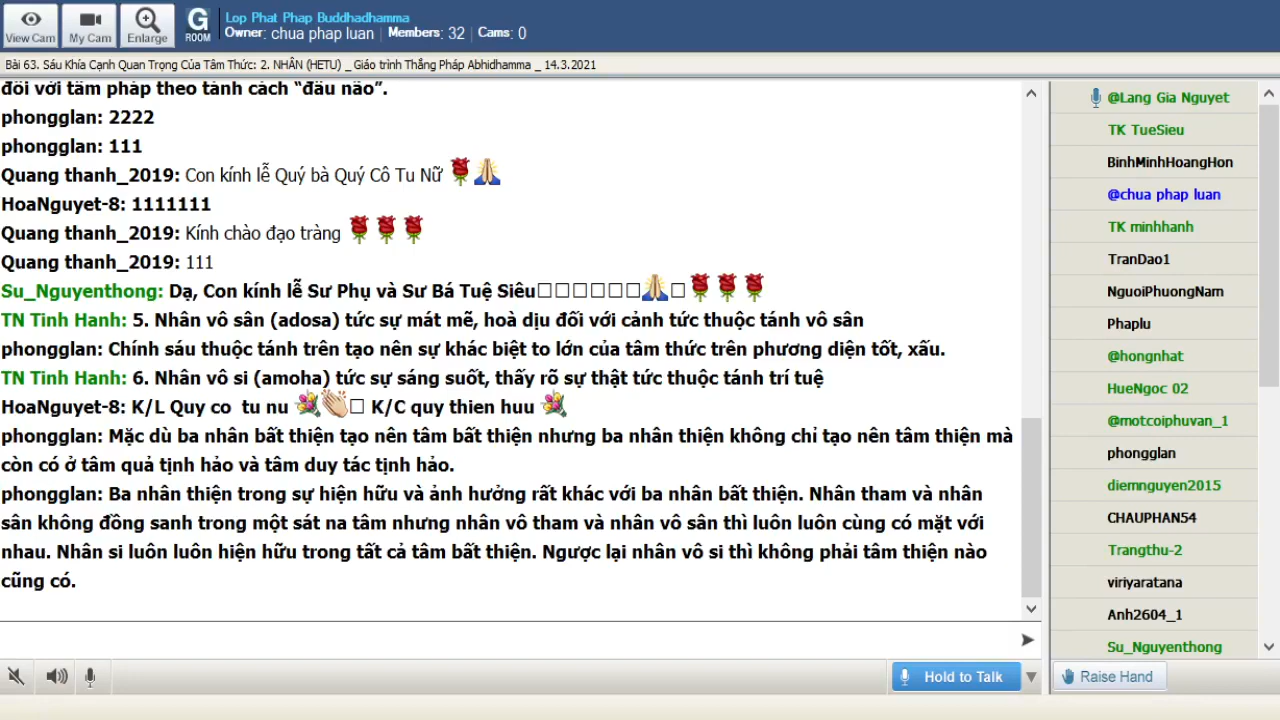 View Cam
My Cam
Enlarge
G
ROOM
Lop Phat Phap Buddhadhamma
Owner: chua phap luan | Members: 32 | Cams: 0
Bài 63. Sáu Khía Cạnh Quan Trọng Của Tâm Thức: 2. NHÂN (HETU) _ Giáo trình Thắng Pháp Abhidhamma _ 14.3.2021
đối với tâm pháp theo tánh cách “đầu não”.
phongglan: 2222
phongglan: 111
Quang thanh_2019: Con kính lễ Quý bà Quý Cô Tu Nữ 🌹🙏
HoaNguyet-8: 1111111
Quang thanh_2019: Kính chào đạo tràng 🌹🌹🌹
Quang thanh_2019: 111
Su_Nguyenthong: Dạ, Con kính lễ Sư Phụ và Sư Bá Tuệ Siêu□□□□□□🙏□🌹🌹🌹
TN Tinh Hanh: 5. Nhân vô sân (adosa) tức sự mát mẽ, hoà dịu đối với cảnh tức thuộc tánh vô sân
phongglan: Chính sáu thuộc tánh trên tạo nên sự khác biệt to lớn của tâm thức trên phương diện tốt, xấu.
TN Tinh Hanh: 6. Nhân vô si (amoha) tức sự sáng suốt, thấy rõ sự thật tức thuộc tánh trí tuệ
HoaNguyet-8: K/L Quy co tu nu 💐👏□ K/C quy thien huu 💐
phongglan: Mặc dù ba nhân bất thiện tạo nên tâm bất thiện nhưng ba nhân thiện không chỉ tạo nên tâm thiện mà
còn có ở tâm quả tịnh hảo và tâm duy tác tịnh hảo.
phongglan: Ba nhân thiện trong sự hiện hữu và ảnh hưởng rất khác với ba nhân bất thiện. Nhân tham và nhân
sân không đồng sanh trong một sát na tâm nhưng nhân vô tham và nhân vô sân thì luôn luôn cùng có mặt với
nhau. Nhân si luôn luôn hiện hữu trong tất cả tâm bất thiện. Ngược lại nhân vô si thì không phải tâm thiện nào
cũng có.
@Lang Gia Nguyet
TK TueSieu
BinhMinhHoangHon
@chua phap luan
TK minhhanh
TranDao1
NguoiPhuongNam
Phaplu
@hongnhat
HueNgoc 02
@motcoiphuvan_1
phongglan
diemnguyen2015
CHAUPHAN54
Trangthu-2
viriyaratana
Anh2604_1
Su_Nguyenthong
Hold to Talk
Raise Hand